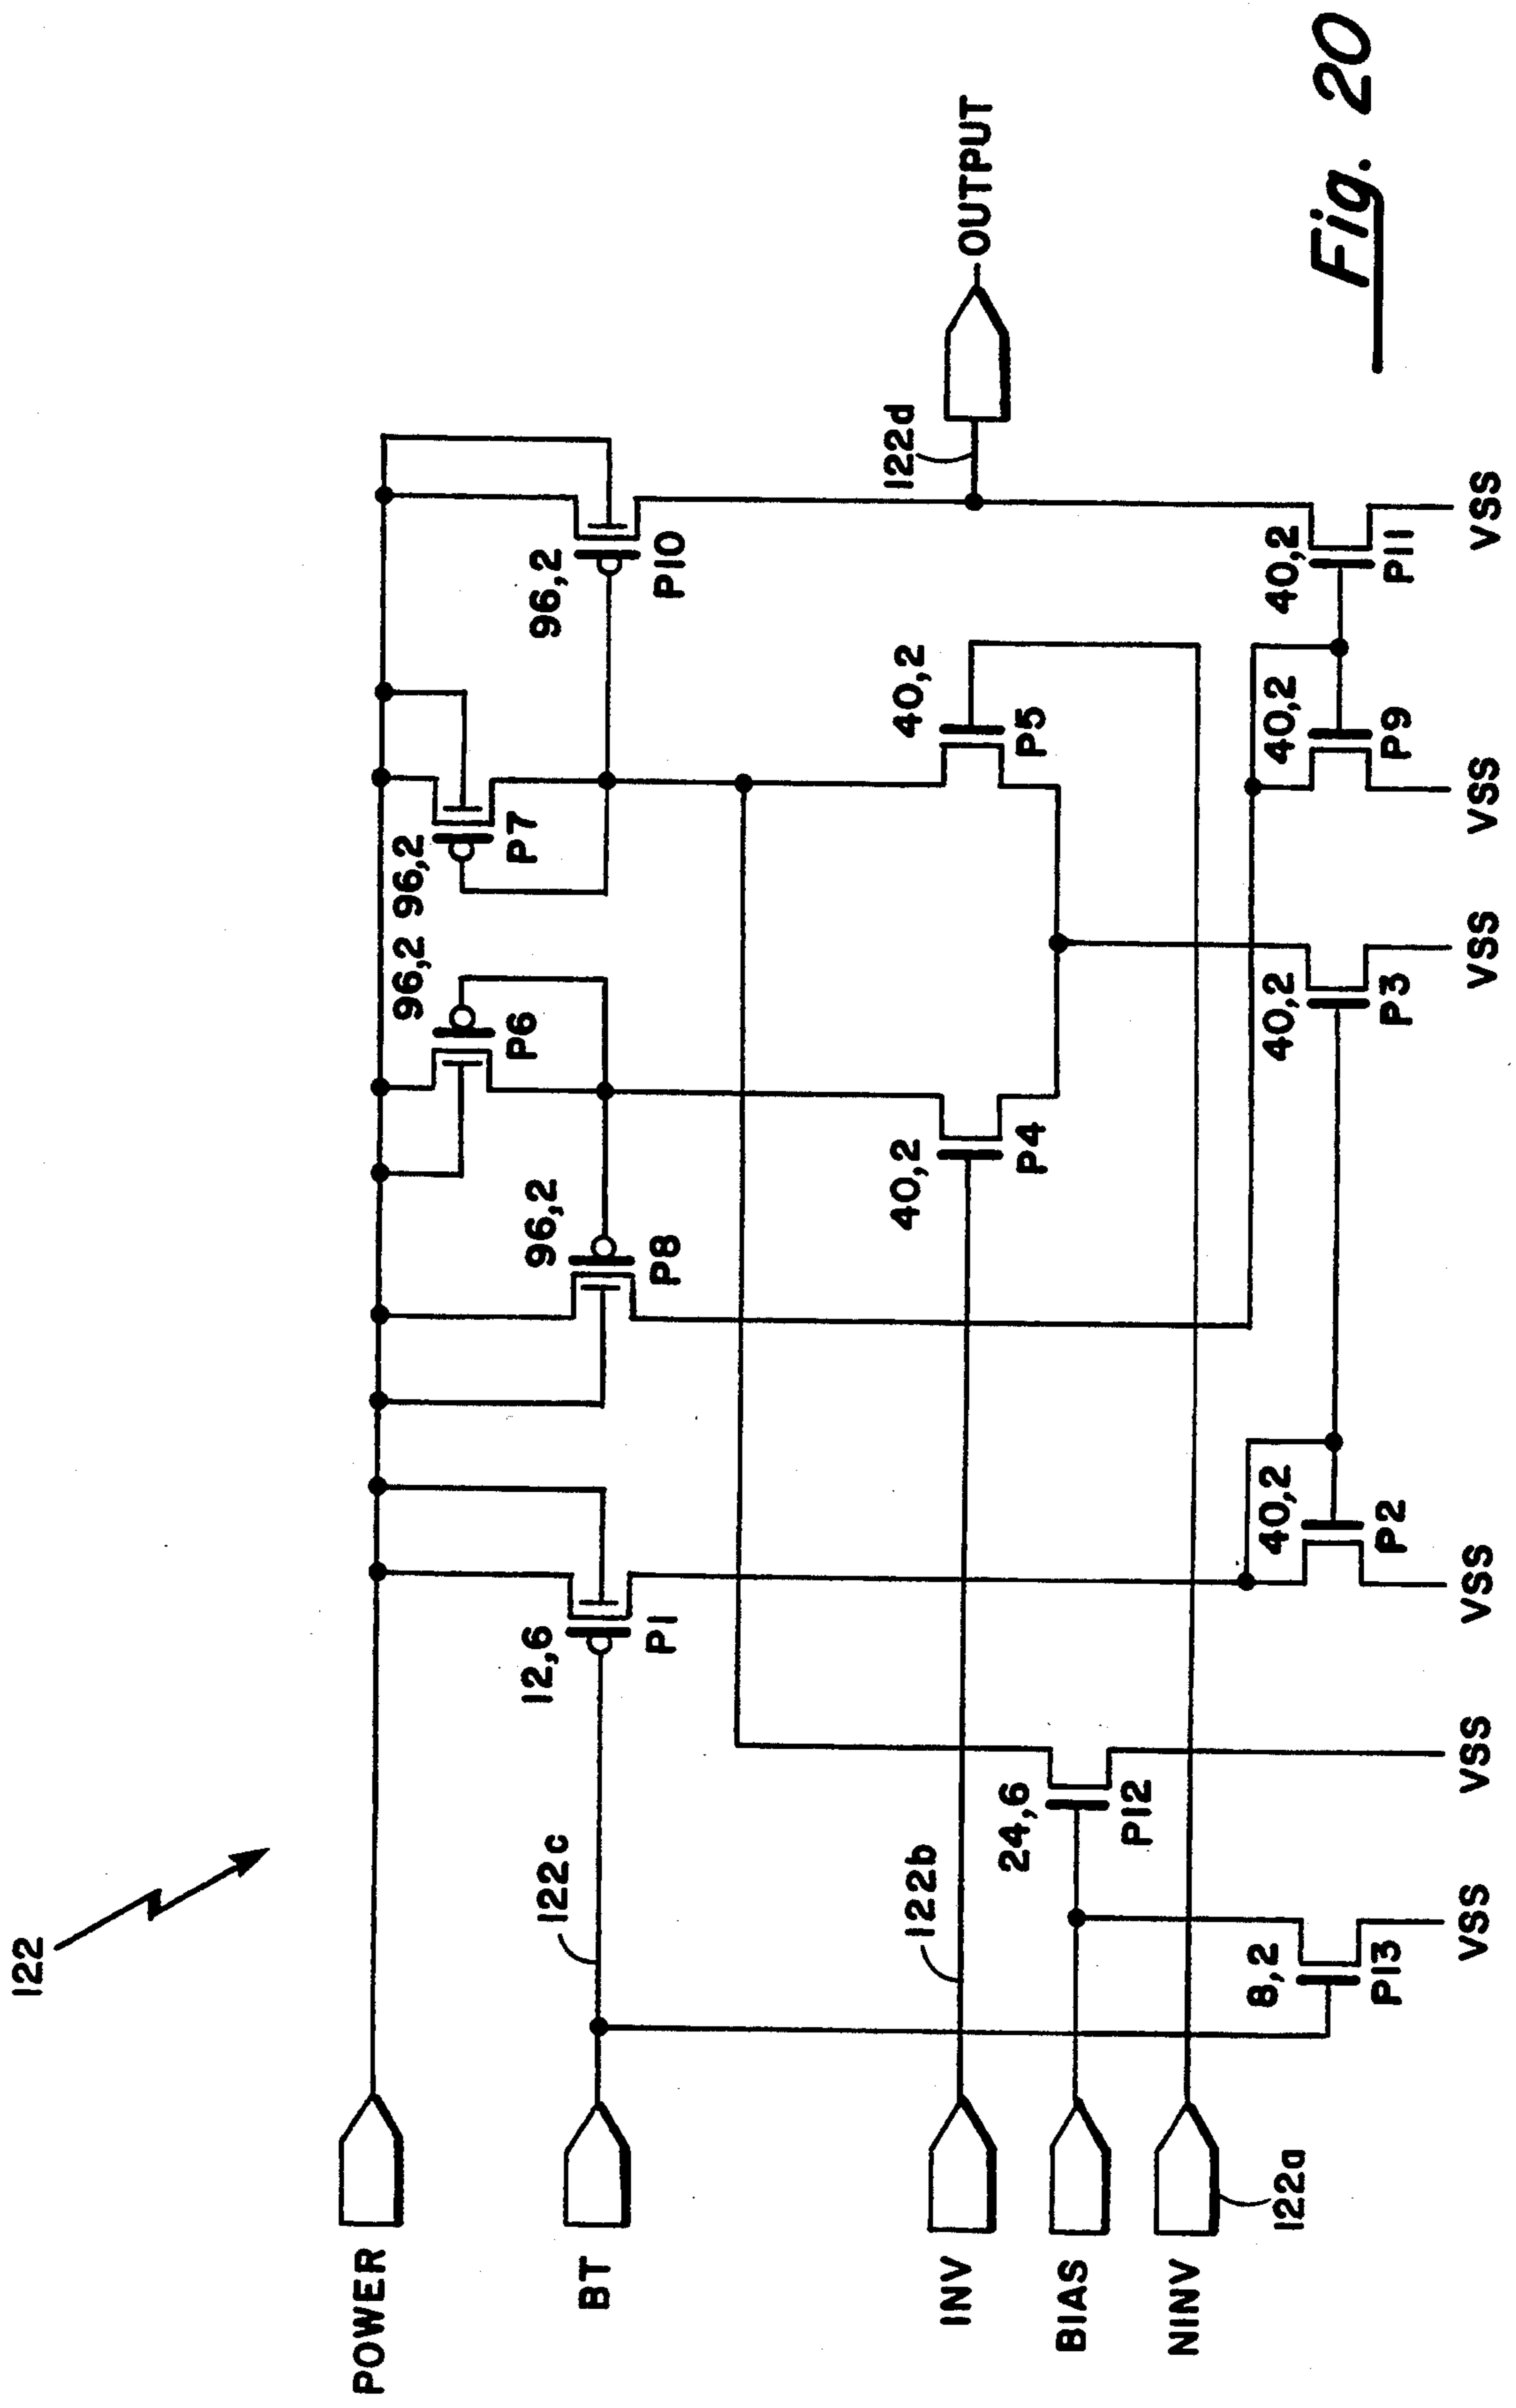 122
POWER
BT
122c
12,6
P1
96,2
P8
96,2
P6
96,2
P7
96,2
P10
INV
122b
40,2
P4
40,2
P5
122d
OUTPUT
BIAS
24,6
P12
NINV
122a
8,2
P13
40,2
P2
40,2
P3
40,2
P9
40,2
P11
VSS
VSS
VSS
VSS
VSS
VSS
Fig. 20